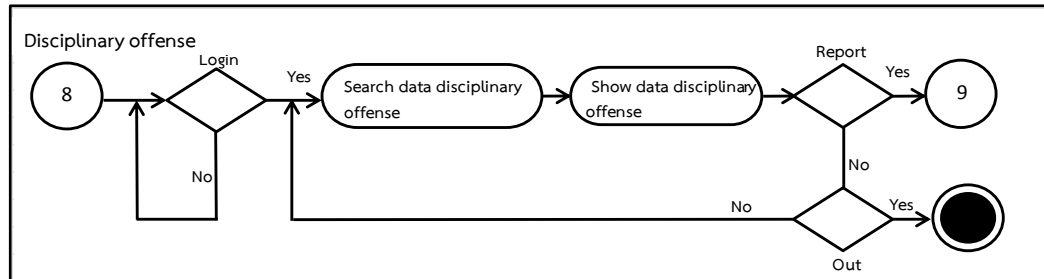 Disciplinary offense
8
Login
Yes
No
Search data disciplinary
offense
Show data disciplinary
offense
Report
Yes
9
No
No
Yes
Out